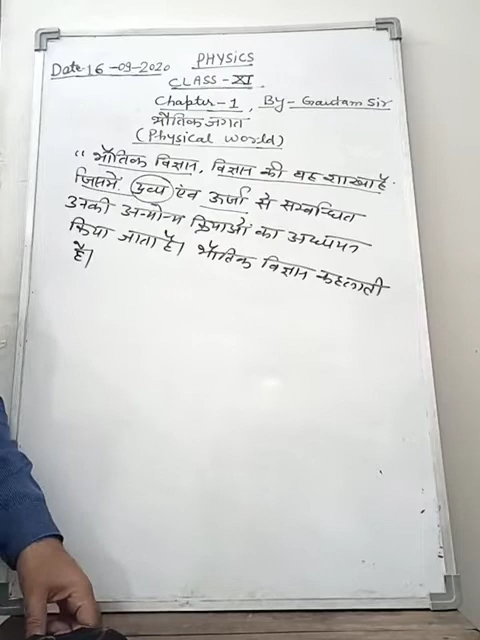 PHYSICS
Date 16-09-2020
CLASS-XI
Chapter-1, By-Gautam Sir
भौतिक जगत
(Physical World)
"भौतिक विज्ञान, विज्ञान की वह शाखा है
जिसमें द्रव्य एंव ऊर्जा से सम्बन्धित
उनकी अन्योन्य क्रियाओं का अध्ययन
किया जाता है। भौतिक विज्ञान कहलाती
है।